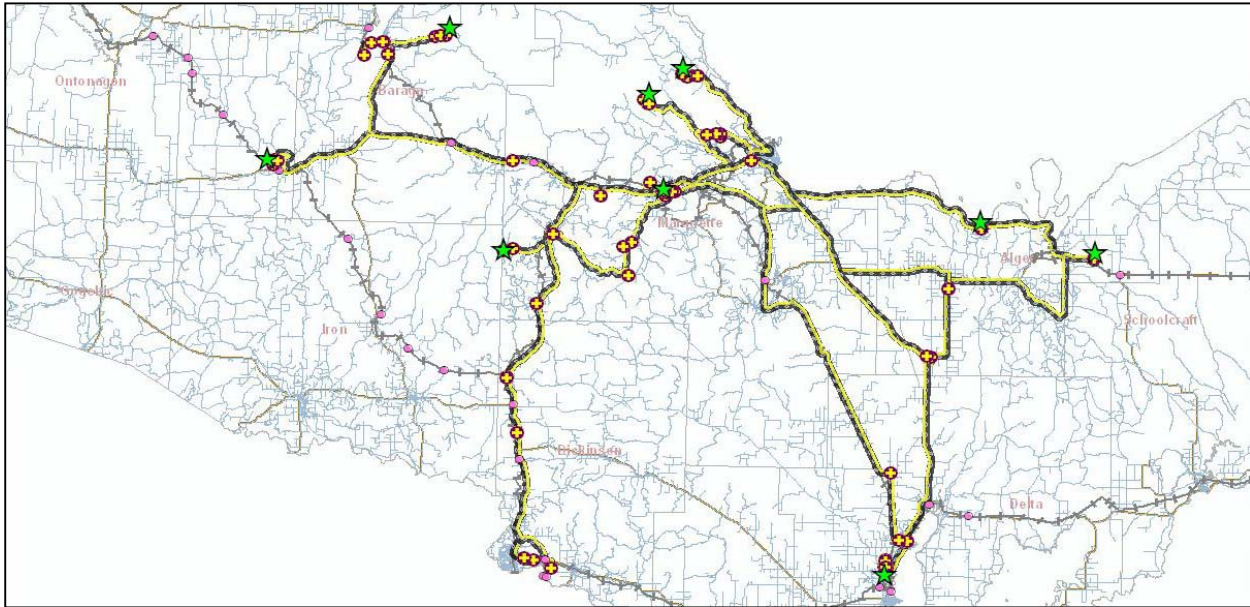 Ontonagon
Baraga
Marquette
Alger
Gogebic
Iron
Schoolcraft
Dickinson
Delta